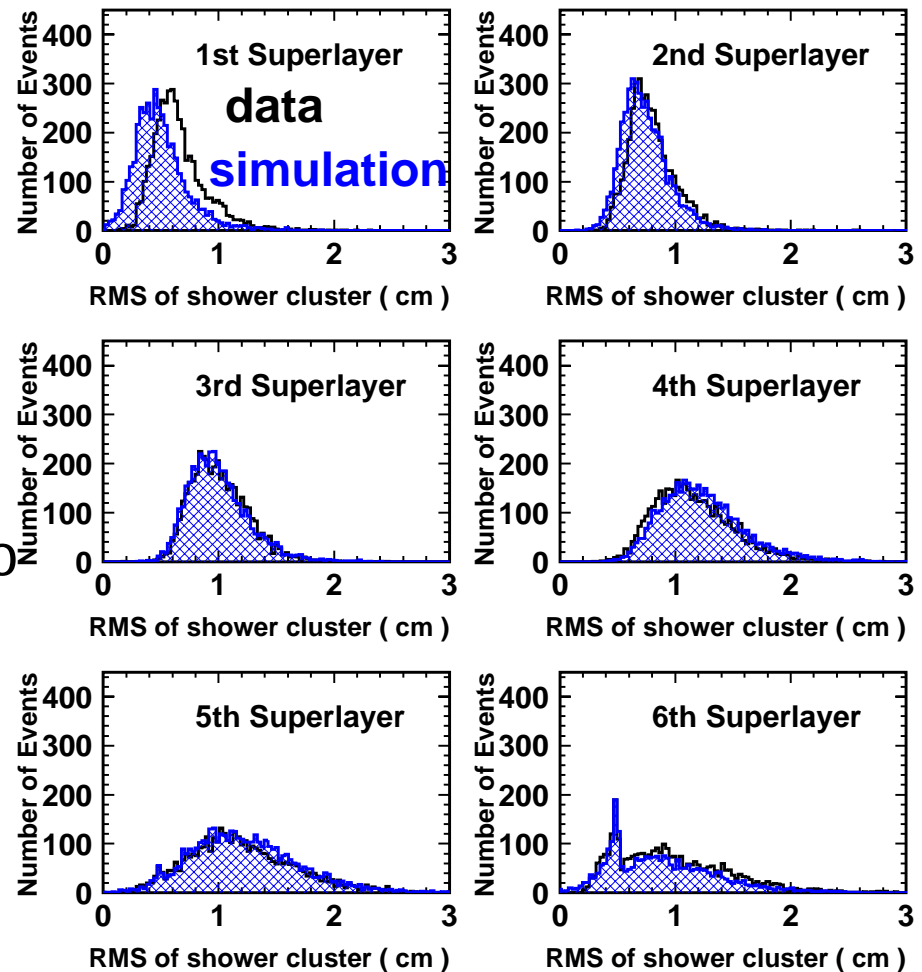 Number of Events
400
300
200
100
0
1st Superlayer
data
simulation
0 1 2 3
RMS of shower cluster ( cm )
Number of Events
400
300
200
100
0
2nd Superlayer
0 1 2 3
RMS of shower cluster ( cm )
o
Number of Events
400
300
200
100
0
3rd Superlayer
0 1 2 3
RMS of shower cluster ( cm )
Number of Events
400
300
200
100
0
4th Superlayer
0 1 2 3
RMS of shower cluster ( cm )
Number of Events
400
300
200
100
0
5th Superlayer
0 1 2 3
RMS of shower cluster ( cm )
Number of Events
400
300
200
100
0
6th Superlayer
0 1 2 3
RMS of shower cluster ( cm )